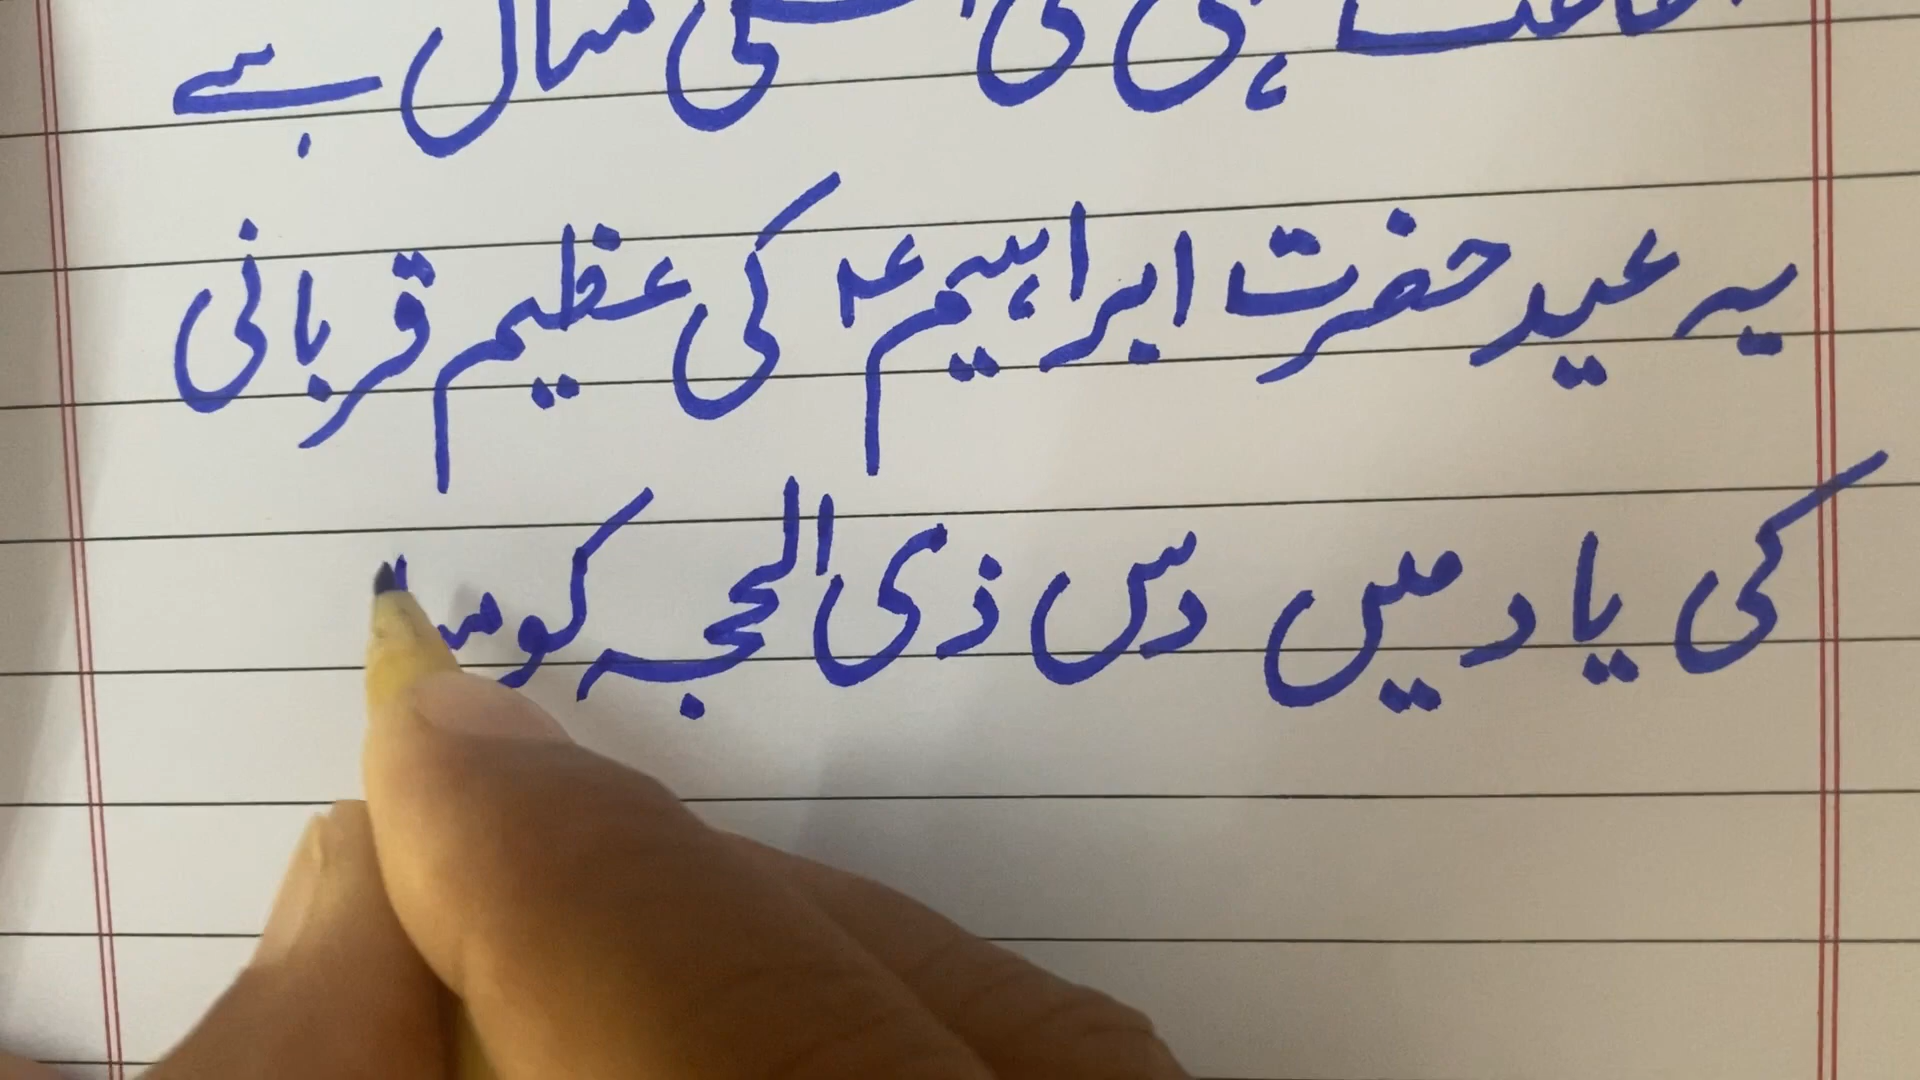 کی مثال ہے
یہ عید حضرت ابراہیم ؑ کی عظیم قربانی
کی یاد میں دس ذی الحجہ کو